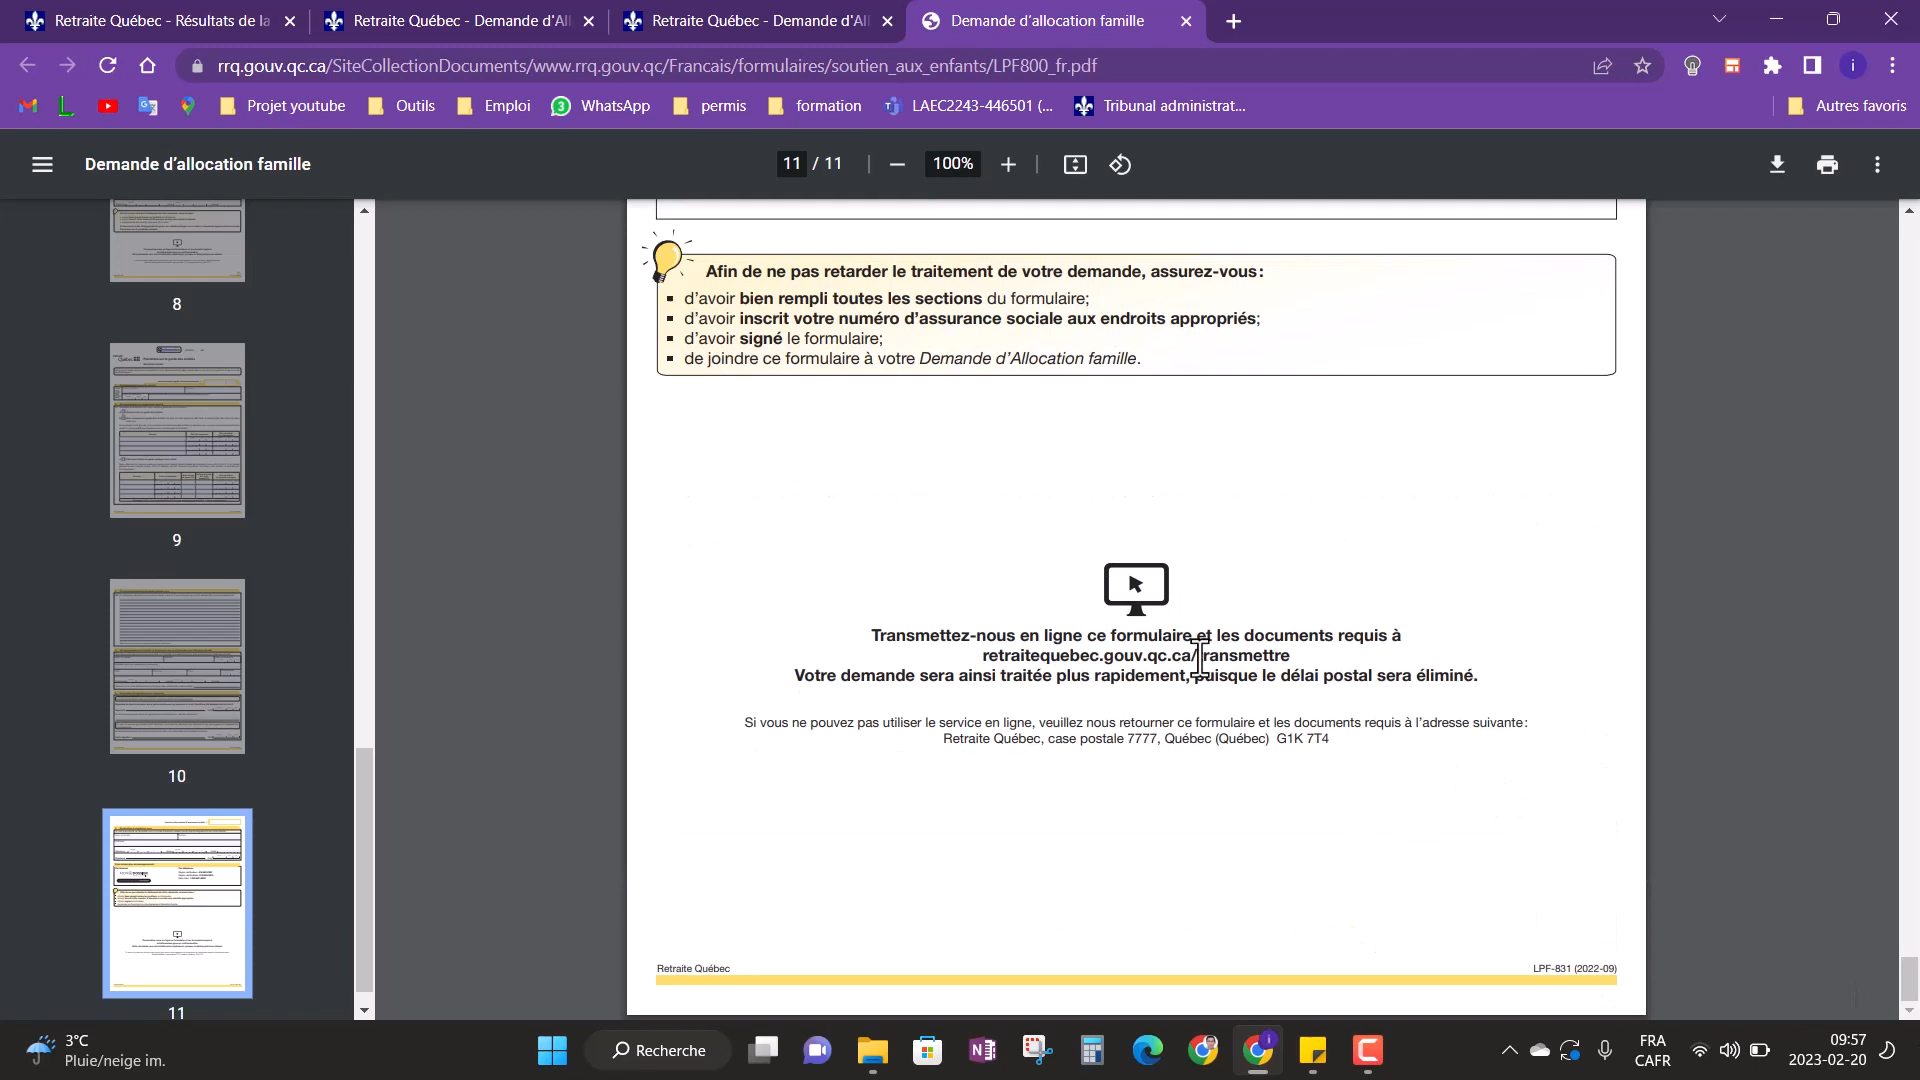 Retraite Québec - Résultats de la
Retraite Québec - Demande d'All
Retraite Québec - Demande d'All
Demande d'allocation famille
rrq.gouv.qc.ca/SiteCollectionDocuments/www.rrq.gouv.qc/Francais/formulaires/soutien_aux_enfants/LPF800_fr.pdf
i
Projet youtube
Outils
Emploi
3
WhatsApp
permis
formation
LAEC2243-446501 (...
Tribunal administrat...
Autres favoris
Demande d'allocation famille
11 / 11
100%
8
9
10
11
Afin de ne pas retarder le traitement de votre demande, assurez-vous :
▪ d'avoir bien rempli toutes les sections du formulaire;
▪ d'avoir inscrit votre numéro d'assurance sociale aux endroits appropriés;
▪ d'avoir signé le formulaire;
▪ de joindre ce formulaire à votre Demande d'Allocation famille.
Transmettez-nous en ligne ce formulaire et les documents requis à
retraitequebec.gouv.qc.ca/transmettre
Votre demande sera ainsi traitée plus rapidement, puisque le délai postal sera éliminé.
Si vous ne pouvez pas utiliser le service en ligne, veuillez nous retourner ce formulaire et les documents requis à l'adresse suivante :
Retraite Québec, case postale 7777, Québec (Québec) G1K 7T4
Retraite Québec
LPF-831 (2022-09)
3°C
Pluie/neige im.
Recherche
FRA
CAFR
09:57
2023-02-20